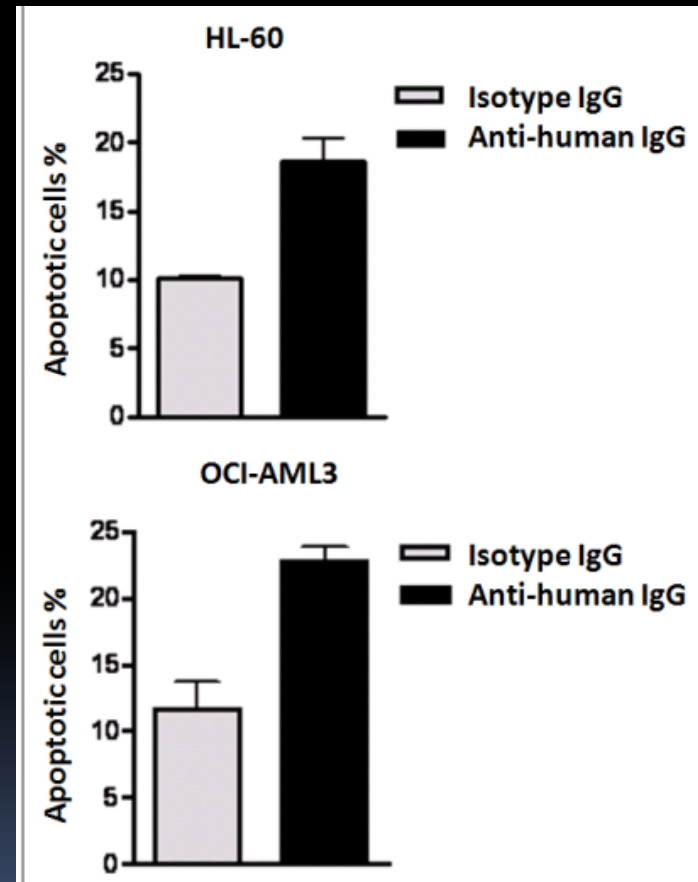 HL-60
Apoptotic cells %
25
20
15
10
5
0
Isotype IgG
Anti-human IgG
OCI-AML3
Apoptotic cells %
25
20
15
10
5
0
Isotype IgG
Anti-human IgG